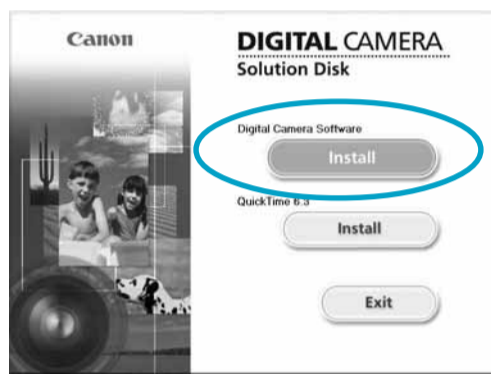 Canon
DIGITAL CAMERA
Solution Disk
Digital Camera Software
Install
QuickTime 6.3
Install
Exit